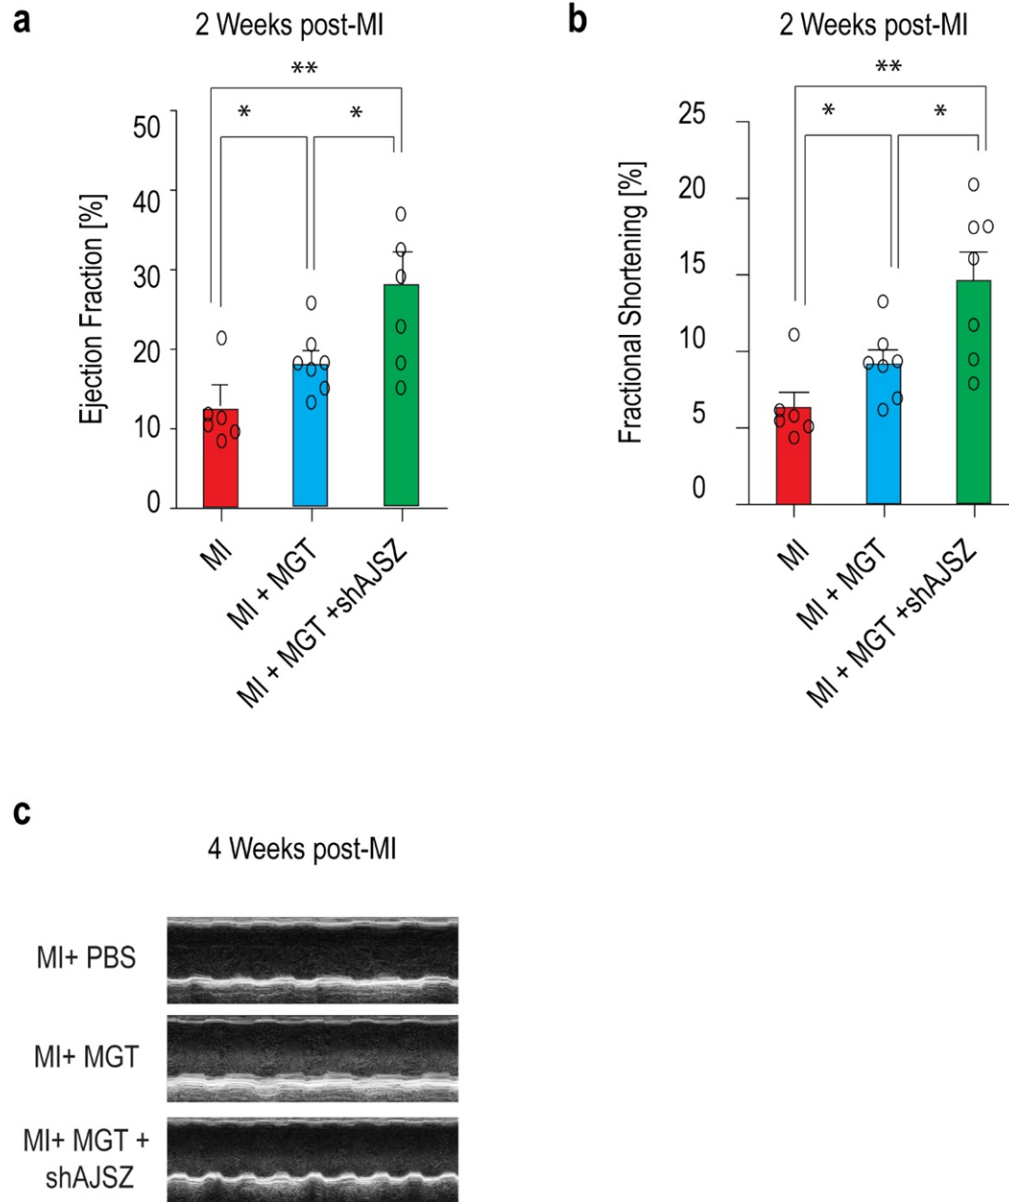 a
2 Weeks post-MI
**
*
*
Ejection Fraction [%]
50
40
30
20
10
0
MI
MI + MGT
MI + MGT +shAJSZ
b
2 Weeks post-MI
**
*
*
Fractional Shortening [%]
25
20
15
10
5
0
MI
MI + MGT
MI + MGT +shAJSZ
c
4 Weeks post-MI
MI+ PBS
MI+ MGT
MI+ MGT +
shAJSZ